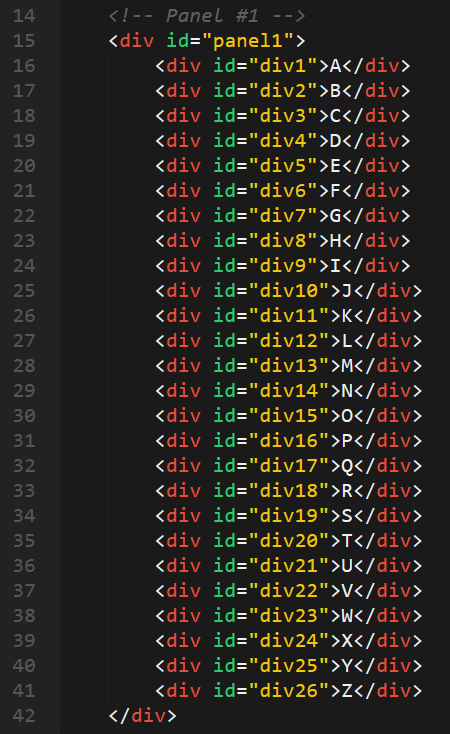 14 <!-- Panel #1 -->
15 <div id="panel1">
16 <div id="div1">A</div>
17 <div id="div2">B</div>
18 <div id="div3">C</div>
19 <div id="div4">D</div>
20 <div id="div5">E</div>
21 <div id="div6">F</div>
22 <div id="div7">G</div>
23 <div id="div8">H</div>
24 <div id="div9">I</div>
25 <div id="div10">J</div>
26 <div id="div11">K</div>
27 <div id="div12">L</div>
28 <div id="div13">M</div>
29 <div id="div14">N</div>
30 <div id="div15">O</div>
31 <div id="div16">P</div>
32 <div id="div17">Q</div>
33 <div id="div18">R</div>
34 <div id="div19">S</div>
35 <div id="div20">T</div>
36 <div id="div21">U</div>
37 <div id="div22">V</div>
38 <div id="div23">W</div>
39 <div id="div24">X</div>
40 <div id="div25">Y</div>
41 <div id="div26">Z</div>
42 </div>